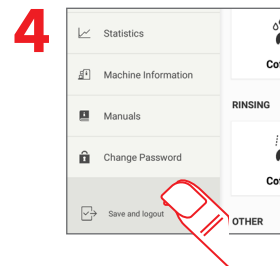 4
Statistics
Machine Information
Manuals
Change Password
Save and logout
RINSING
OTHER